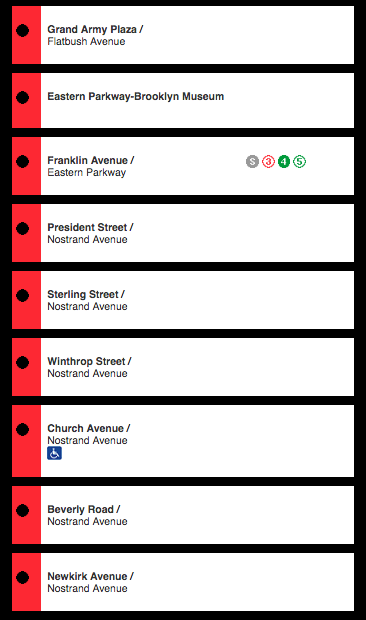 Grand Army Plaza /
Flatbush Avenue
Eastern Parkway-Brooklyn Museum
Franklin Avenue / S 3 4 5
Eastern Parkway
President Street /
Nostrand Avenue
Sterling Street /
Nostrand Avenue
Winthrop Street /
Nostrand Avenue
Church Avenue /
Nostrand Avenue
Beverly Road /
Nostrand Avenue
Newkirk Avenue /
Nostrand Avenue